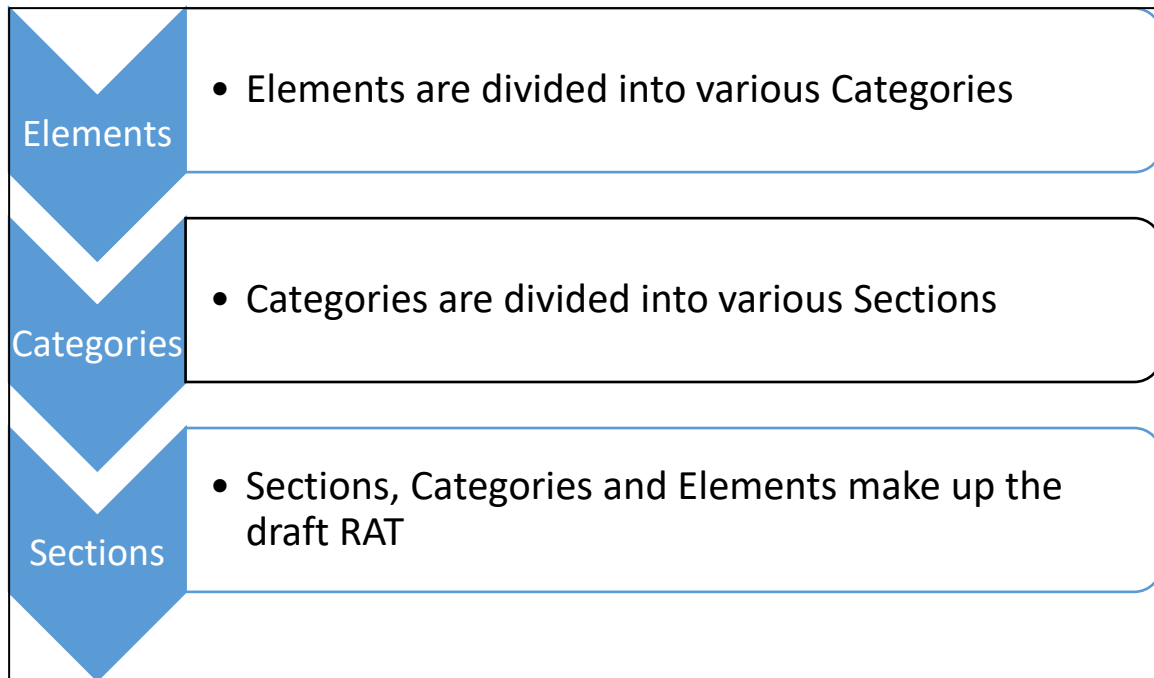 Elements
• Elements are divided into various Categories
Categories
• Categories are divided into various Sections
Sections
• Sections, Categories and Elements make up the
draft RAT